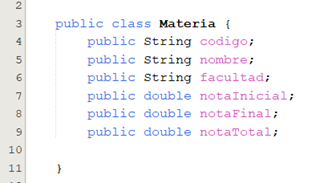 2
3 public class Materia {
4 public String codigo;
5 public String nombre;
6 public String facultad;
7 public double notaInicial;
8 public double notaFinal;
9 public double notaTotal;
10
11 }